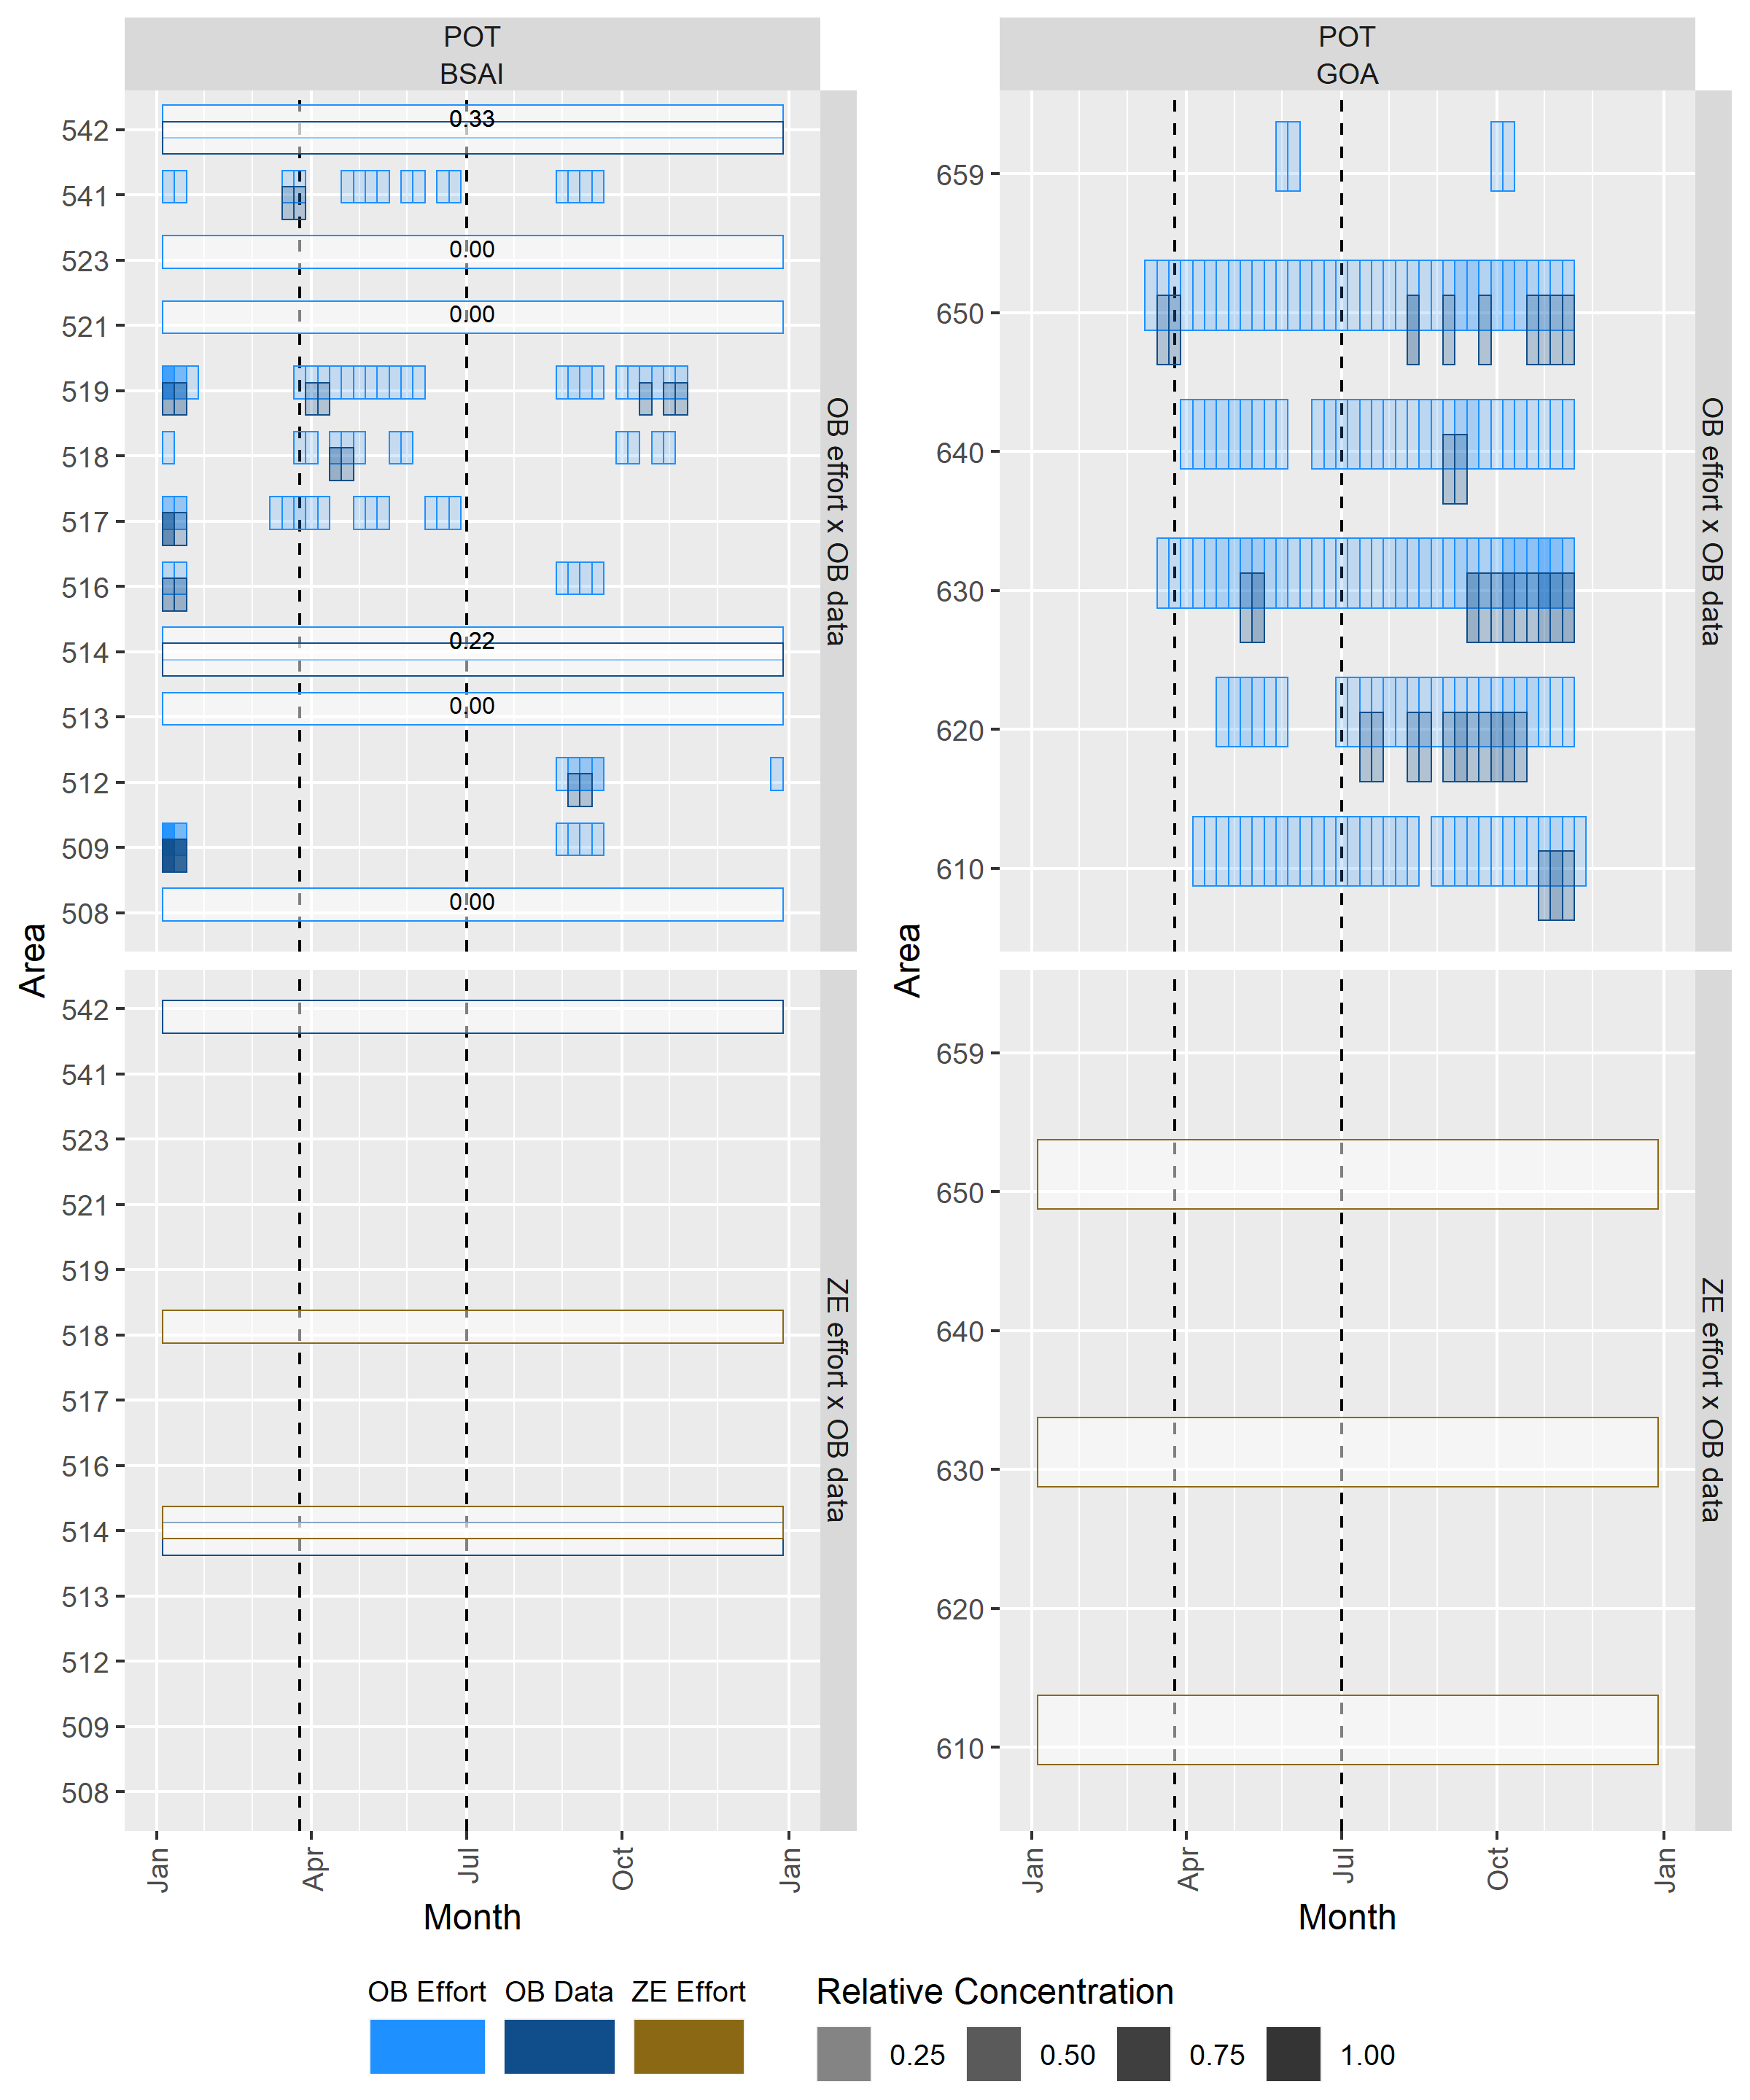 POT
BSAI
POT
GOA
Area
542
541
523
521
519
518
517
516
514
513
512
509
508
0.33
0.00
0.00
0.22
0.00
0.00
OB effort x OB data
Area
659
650
640
630
620
610
OB effort x OB data
542
541
523
521
519
518
517
516
514
513
512
509
508
ZE effort x OB data
659
650
640
630
620
610
ZE effort x OB data
Jan Apr Jul Oct Jan
Month
Jan Apr Jul Oct Jan
Month
OB Effort OB Data ZE Effort
Relative Concentration
0.25 0.50 0.75 1.00